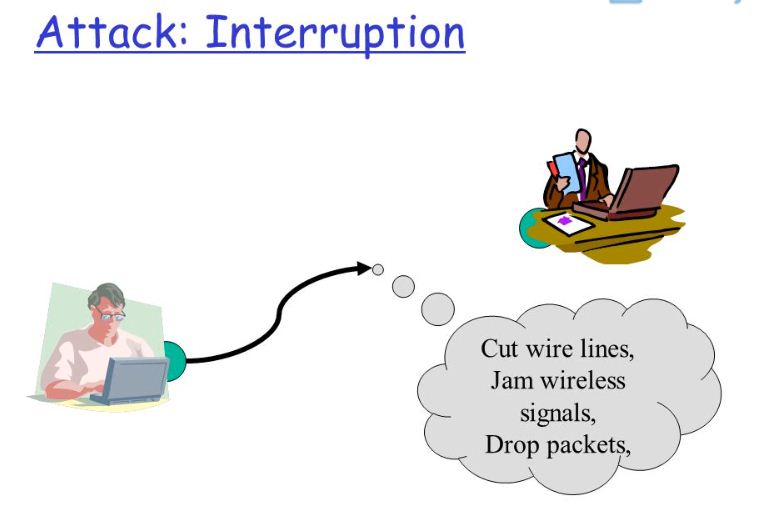 Attack: Interruption
Cut wire lines,
Jam wireless
signals,
Drop packets,